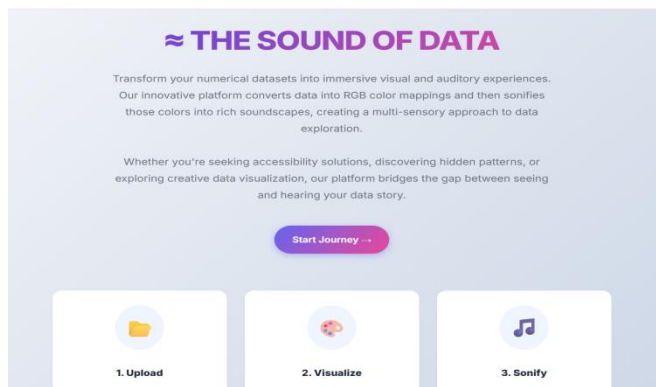 ≈ THE SOUND OF DATA
Transform your numerical datasets into immersive visual and auditory experiences.
Our innovative platform converts data into RGB color mappings and then sonifies
those colors into rich soundscapes, creating a multi-sensory approach to data
exploration.
Whether you're seeking accessibility solutions, discovering hidden patterns, or
exploring creative data visualization, our platform bridges the gap between seeing
and hearing your data story.
Start Journey →
1. Upload
2. Visualize
3. Sonify